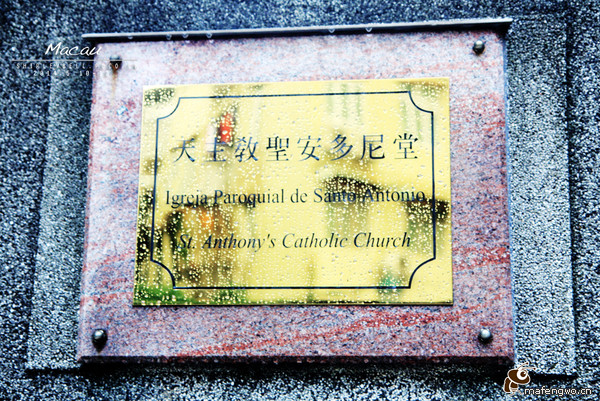 Macau
天主教聖安多尼堂
Igreja Paroquial de Santo Antonio
St. Anthony's Catholic Church
mafengwo.cn